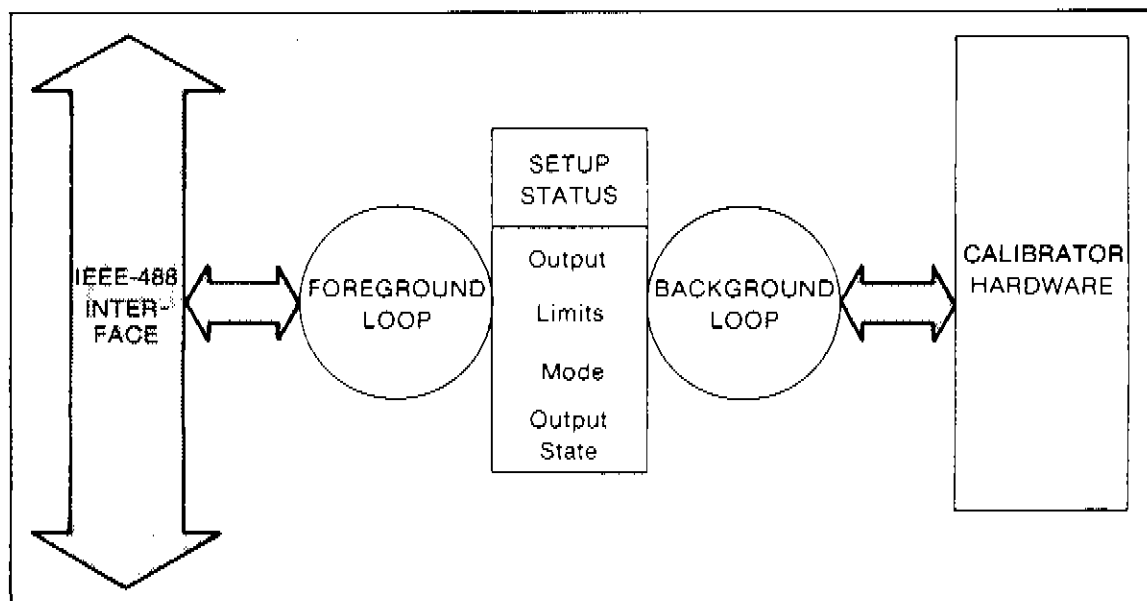 IEEE-488
INTER-
FACE
FOREGROUND
LOOP
SETUP
STATUS
Output
Limits
Mode
Output
State
BACKGROUND
LOOP
CALIBRATOR
HARDWARE